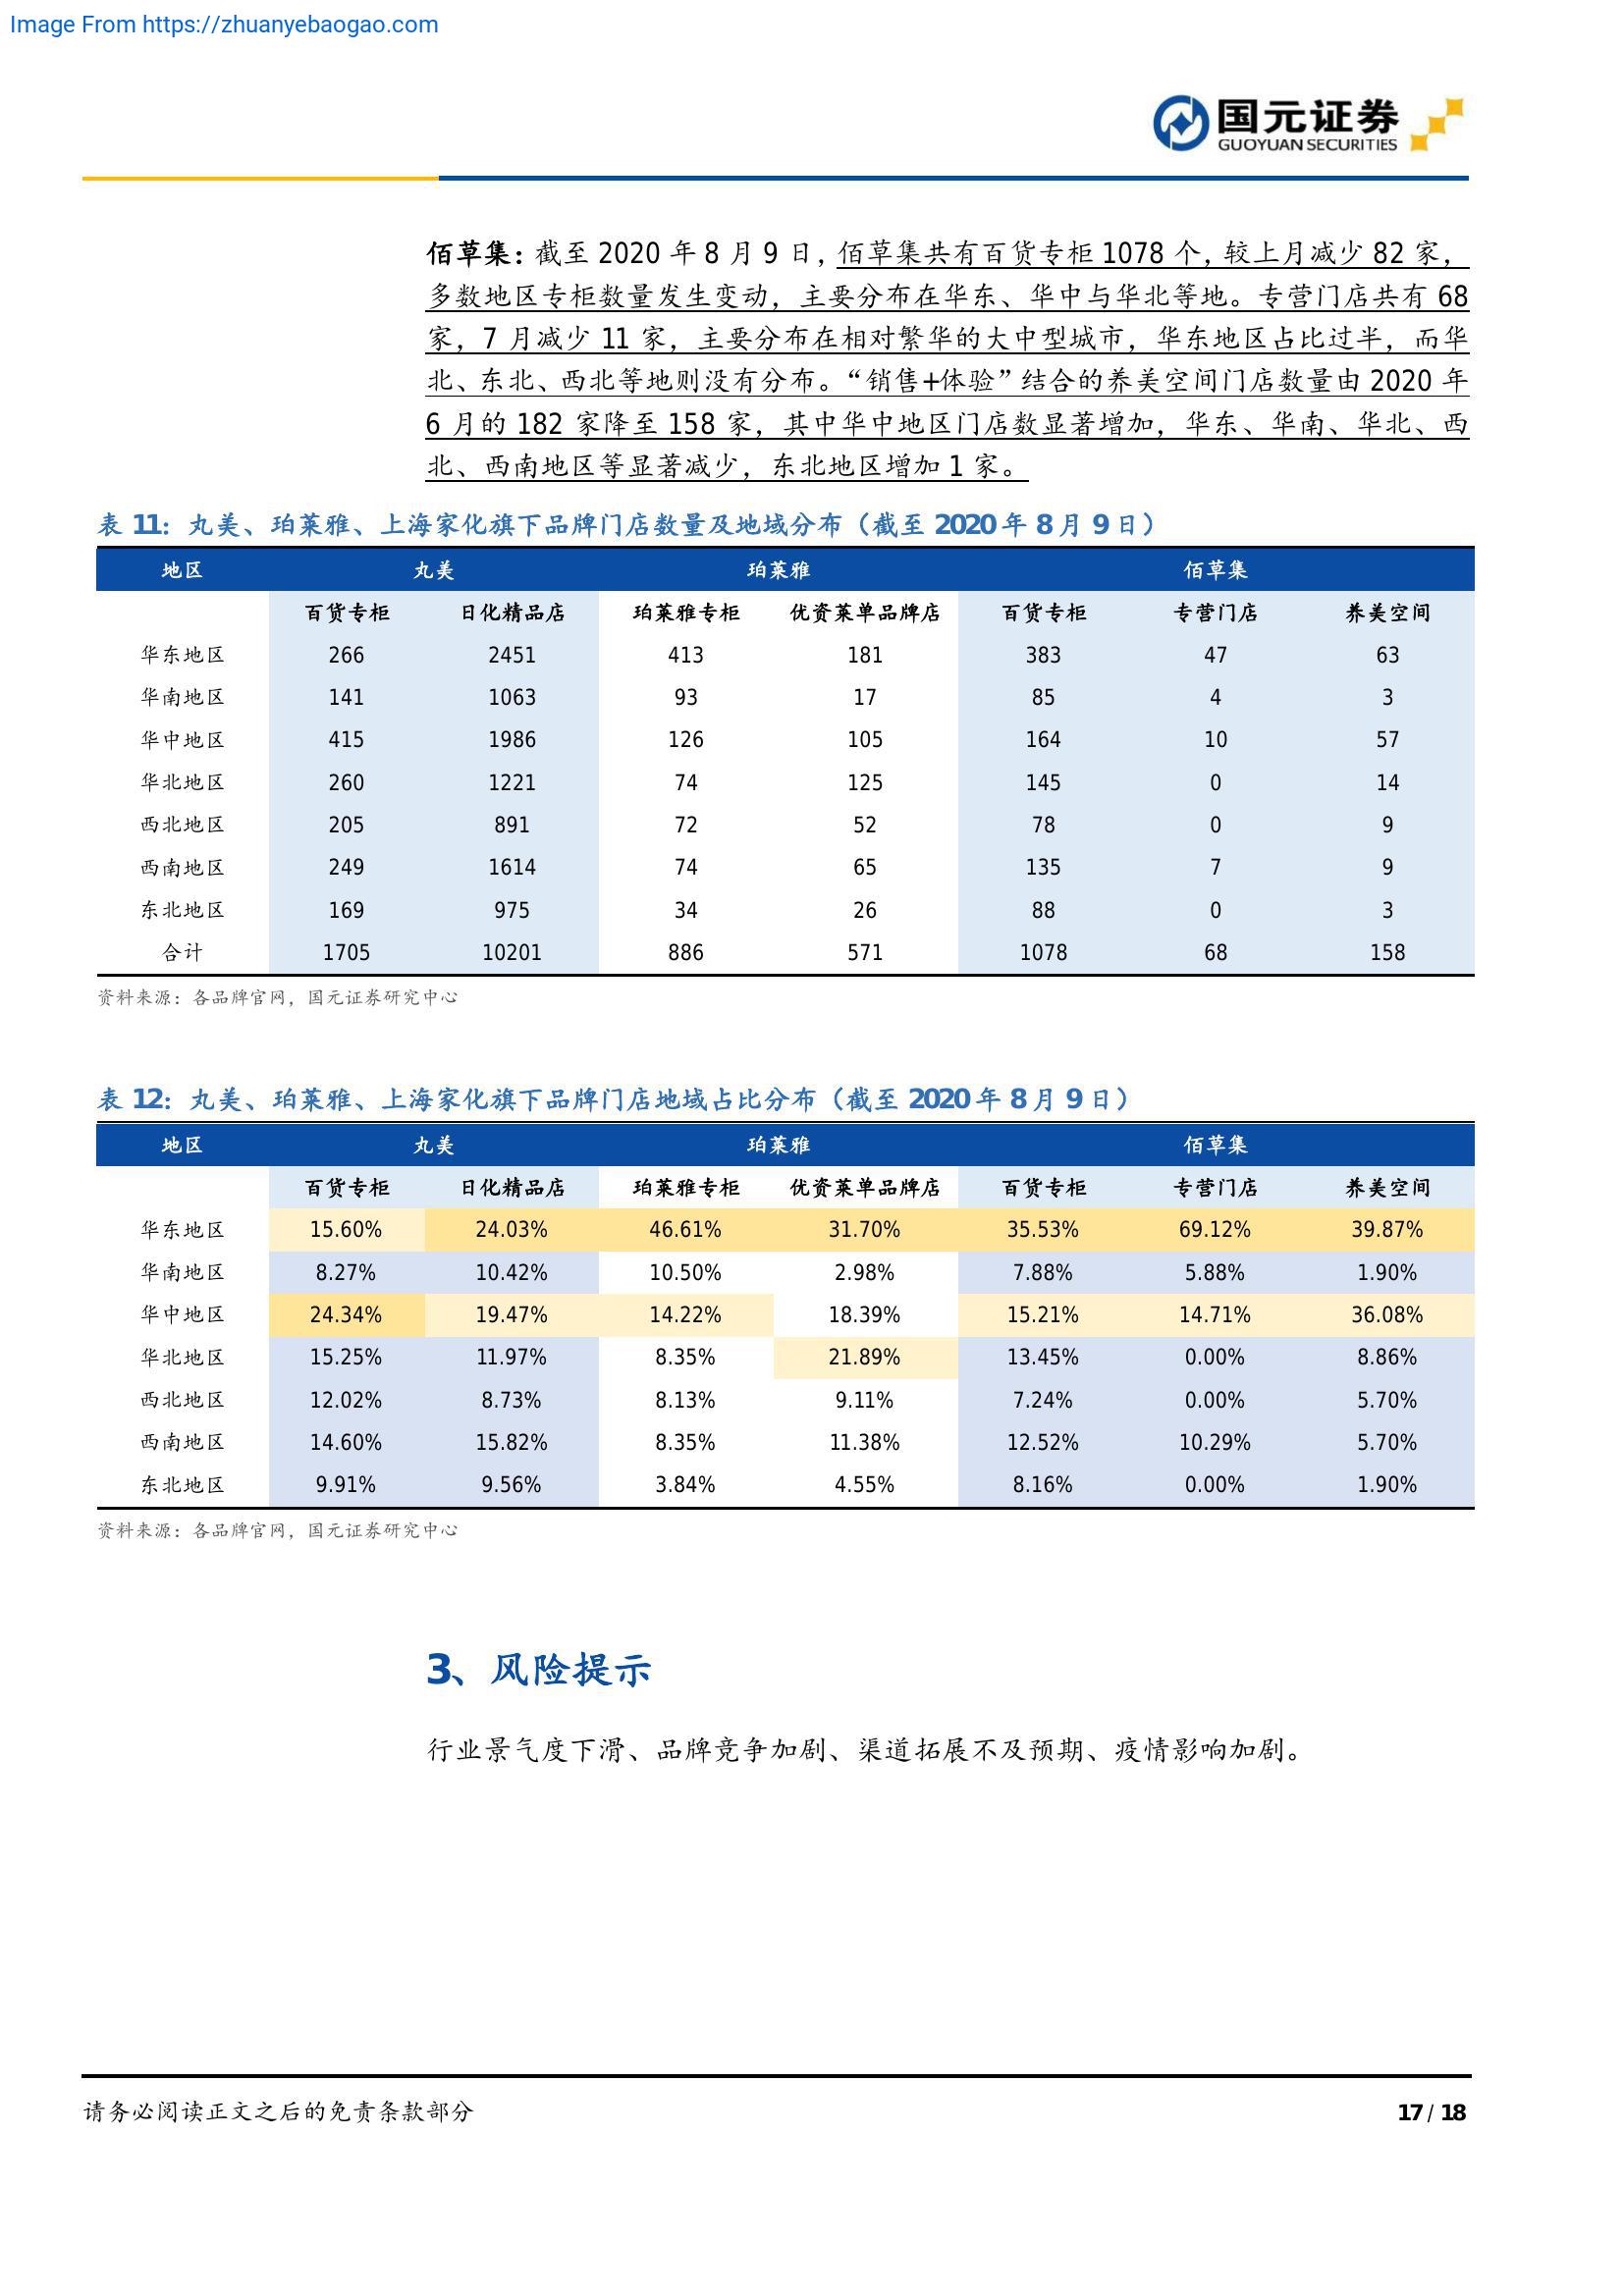 Image From https://zhuanyebaogao.com
国元证券
GUOYUAN SECURITIES
佰草集：截至 2020 年 8 月 9 日，佰草集共有百货专柜 1078 个，较上月减少 82 家，
多数地区专柜数量发生变动，主要分布在华东、华中与华北等地。专营门店共有 68
家，7 月减少 11 家，主要分布在相对繁华的大中型城市，华东地区占比过半，而华
北、东北、西北等地则没有分布。“销售+体验”结合的养美空间门店数量由 2020 年
6 月的 182 家降至 158 家，其中华中地区门店数显著增加，华东、华南、华北、西
北、西南地区等显著减少，东北地区增加 1 家。
表 11：丸美、珀莱雅、上海家化旗下品牌门店数量及地域分布（截至 2020 年 8 月 9 日）
地区 丸美 珀莱雅 佰草集
百货专柜 日化精品店 珀莱雅专柜 优资莱单品牌店 百货专柜 专营门店 养美空间
华东地区 266 2451 413 181 383 47 63
华南地区 141 1063 93 17 85 4 3
华中地区 415 1986 126 105 164 10 57
华北地区 260 1221 74 125 145 0 14
西北地区 205 891 72 52 78 0 9
西南地区 249 1614 74 65 135 7 9
东北地区 169 975 34 26 88 0 3
合计 1705 10201 886 571 1078 68 158
资料来源：各品牌官网，国元证券研究中心
表 12：丸美、珀莱雅、上海家化旗下品牌门店地域占比分布（截至 2020 年 8 月 9 日）
地区 丸美 珀莱雅 佰草集
百货专柜 日化精品店 珀莱雅专柜 优资莱单品牌店 百货专柜 专营门店 养美空间
华东地区 15.60% 24.03% 46.61% 31.70% 35.53% 69.12% 39.87%
华南地区 8.27% 10.42% 10.50% 2.98% 7.88% 5.88% 1.90%
华中地区 24.34% 19.47% 14.22% 18.39% 15.21% 14.71% 36.08%
华北地区 15.25% 11.97% 8.35% 21.89% 13.45% 0.00% 8.86%
西北地区 12.02% 8.73% 8.13% 9.11% 7.24% 0.00% 5.70%
西南地区 14.60% 15.82% 8.35% 11.38% 12.52% 10.29% 5.70%
东北地区 9.91% 9.56% 3.84% 4.55% 8.16% 0.00% 1.90%
资料来源：各品牌官网，国元证券研究中心
3、风险提示
行业景气度下滑、品牌竞争加剧、渠道拓展不及预期、疫情影响加剧。
请务必阅读正文之后的免责条款部分 17 / 18